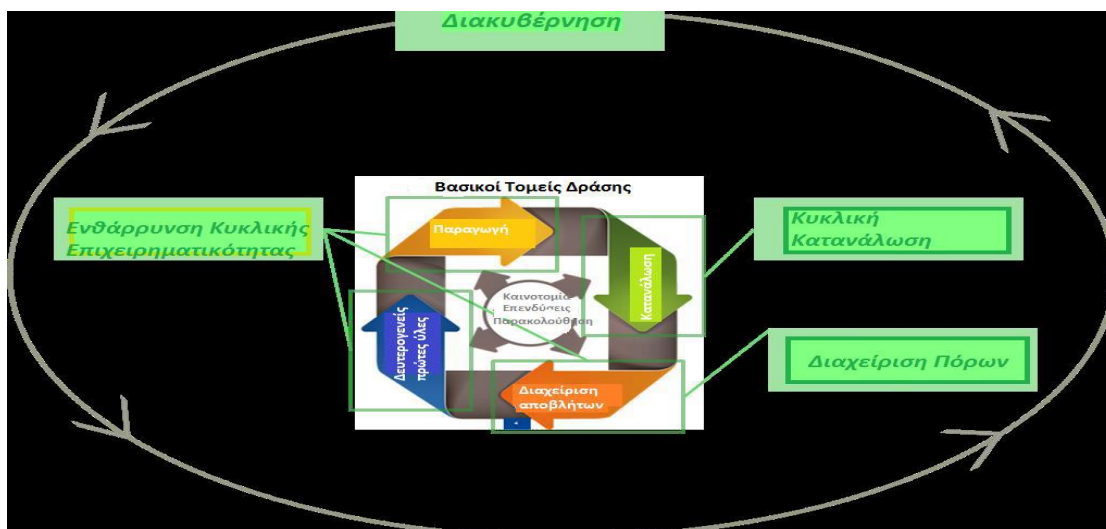 Διακυβέρνηση
Βασικοί Τομείς Δράσης
Ενθάρρυνση Κυκλικής
Επιχειρηματικότητας
Παραγωγή
Κατανάλωση
Κυκλική
Κατανάλωση
Καινοτομία
Επενδύσεις
Παρακολούθηση
Δευτερογενείς
πρώτες ύλες
Διαχείριση
αποβλήτων
Διαχείριση Πόρων